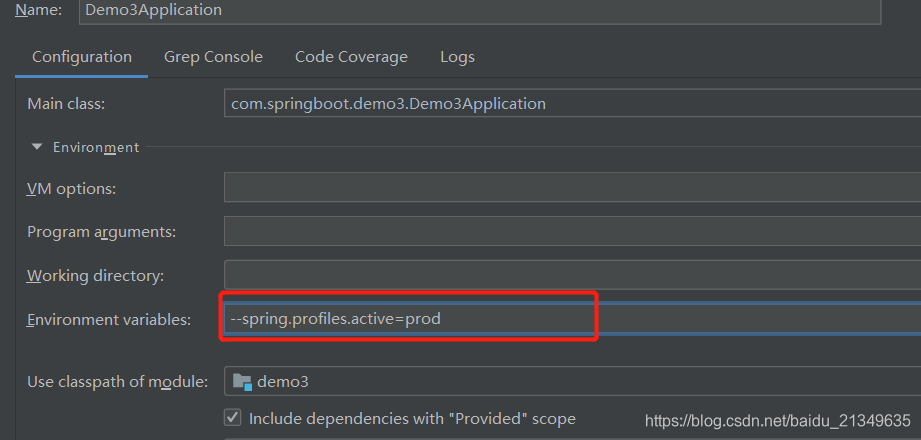 Name: Demo3Application
Configuration Grep Console Code Coverage Logs
Main class: com.springboot.demo3.Demo3Application
Environment
VM options:
Program arguments:
Working directory:
Environment variables: --spring.profiles.active=prod
Use classpath of module: demo3
Include dependencies with "Provided" scope
https://blog.csdn.net/baidu_21349635